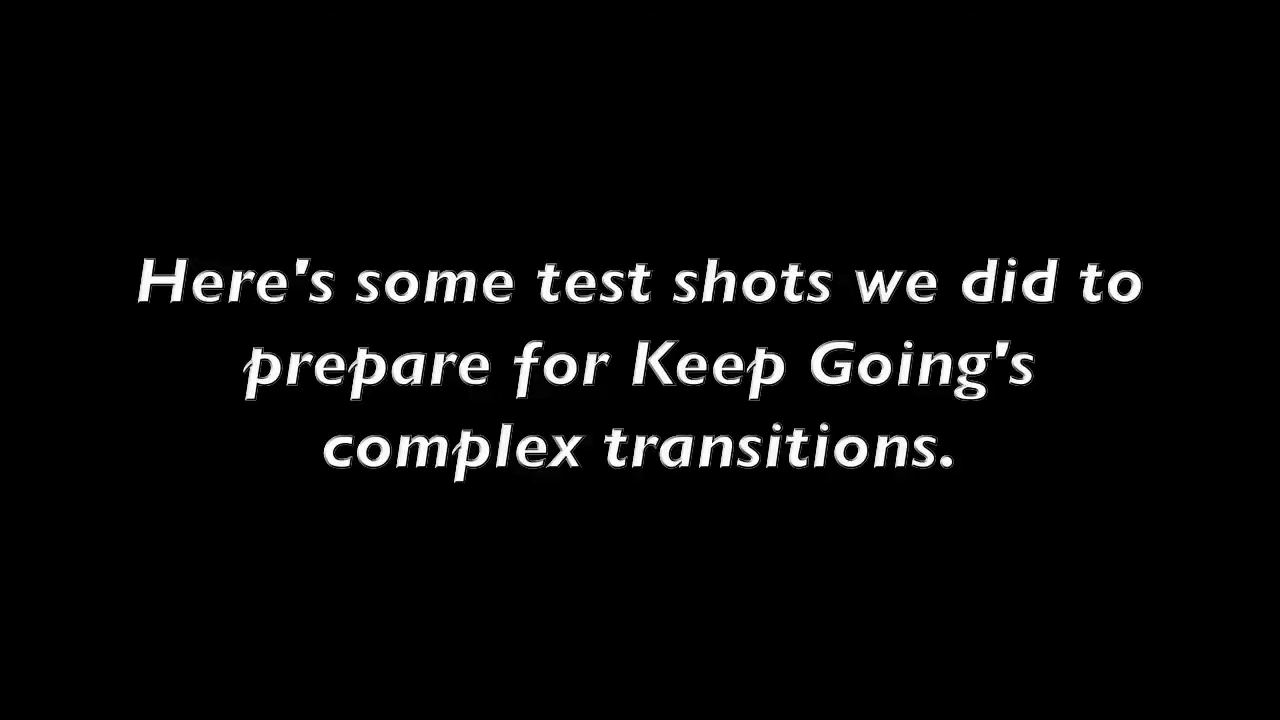 Here's some test shots we did to
prepare for Keep Going's
complex transitions.